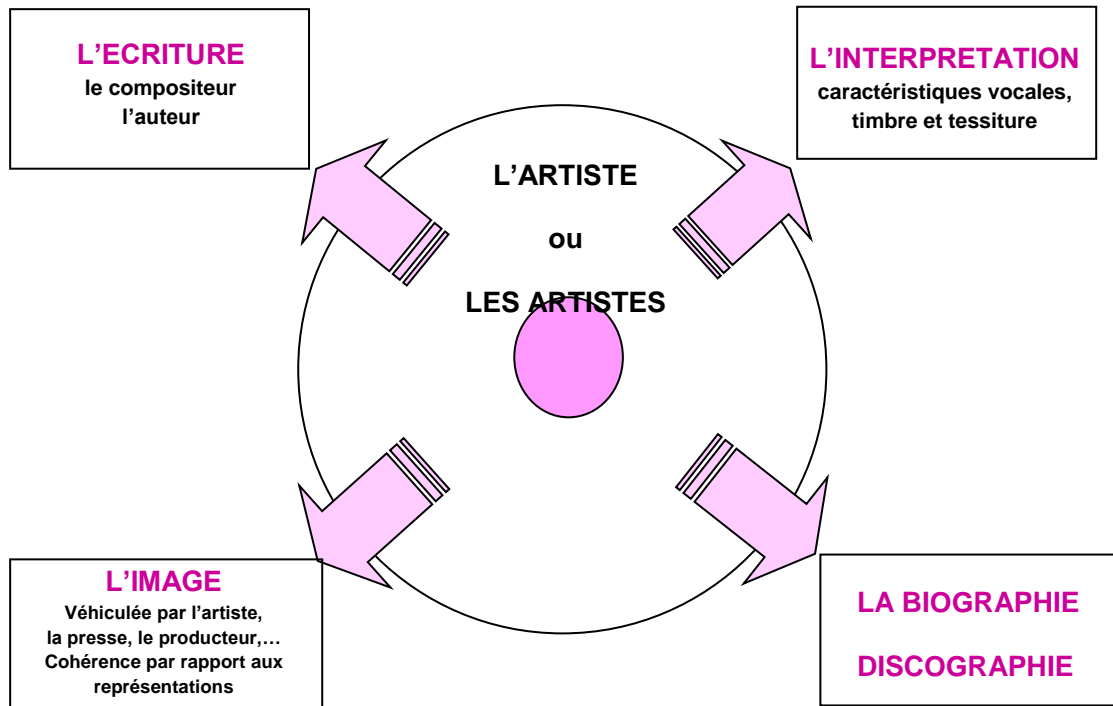 L’ECRITURE
le compositeur
l’auteur
L’INTERPRETATION
caractéristiques vocales,
timbre et tessiture
L’ARTISTE
ou
LES ARTISTES
L’IMAGE
Véhiculée par l’artiste,
la presse, le producteur,…
Cohérence par rapport aux
représentations
LA BIOGRAPHIE
DISCOGRAPHIE